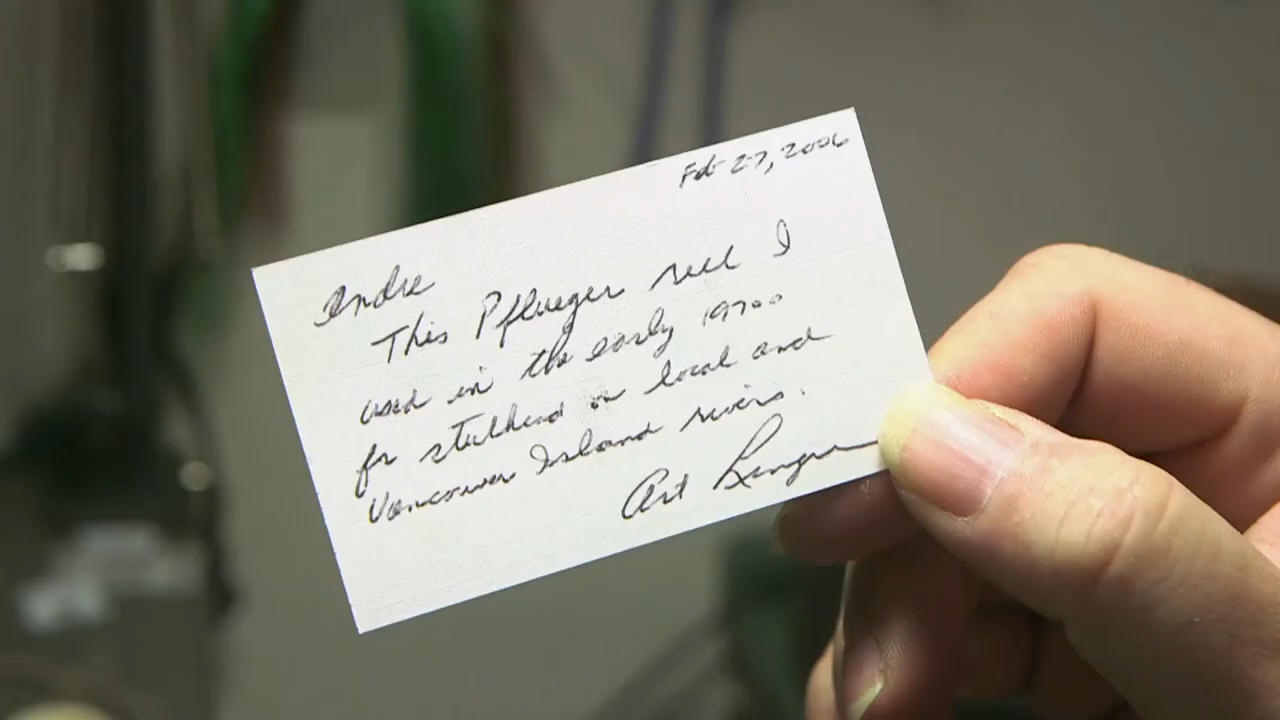 Feb 27, 2006
Andre
This Pflueger reel I
used in the early 1970s
for steelhead on local and
Vancouver Island rivers.
Art